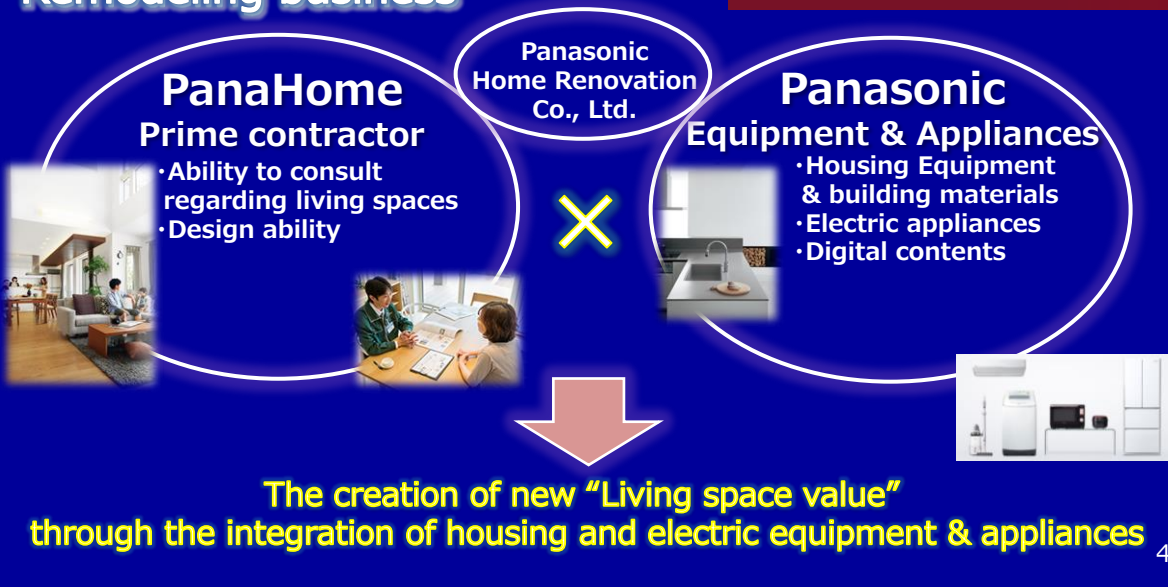 Remodeling business
Panasonic
Home Renovation
Co., Ltd.
PanaHome
Prime contractor
・Ability to consult
regarding living spaces
・Design ability
×
Panasonic
Equipment & Appliances
・Housing Equipment
& building materials
・Electric appliances
・Digital contents
The creation of new “Living space value”
through the integration of housing and electric equipment & appliances
4